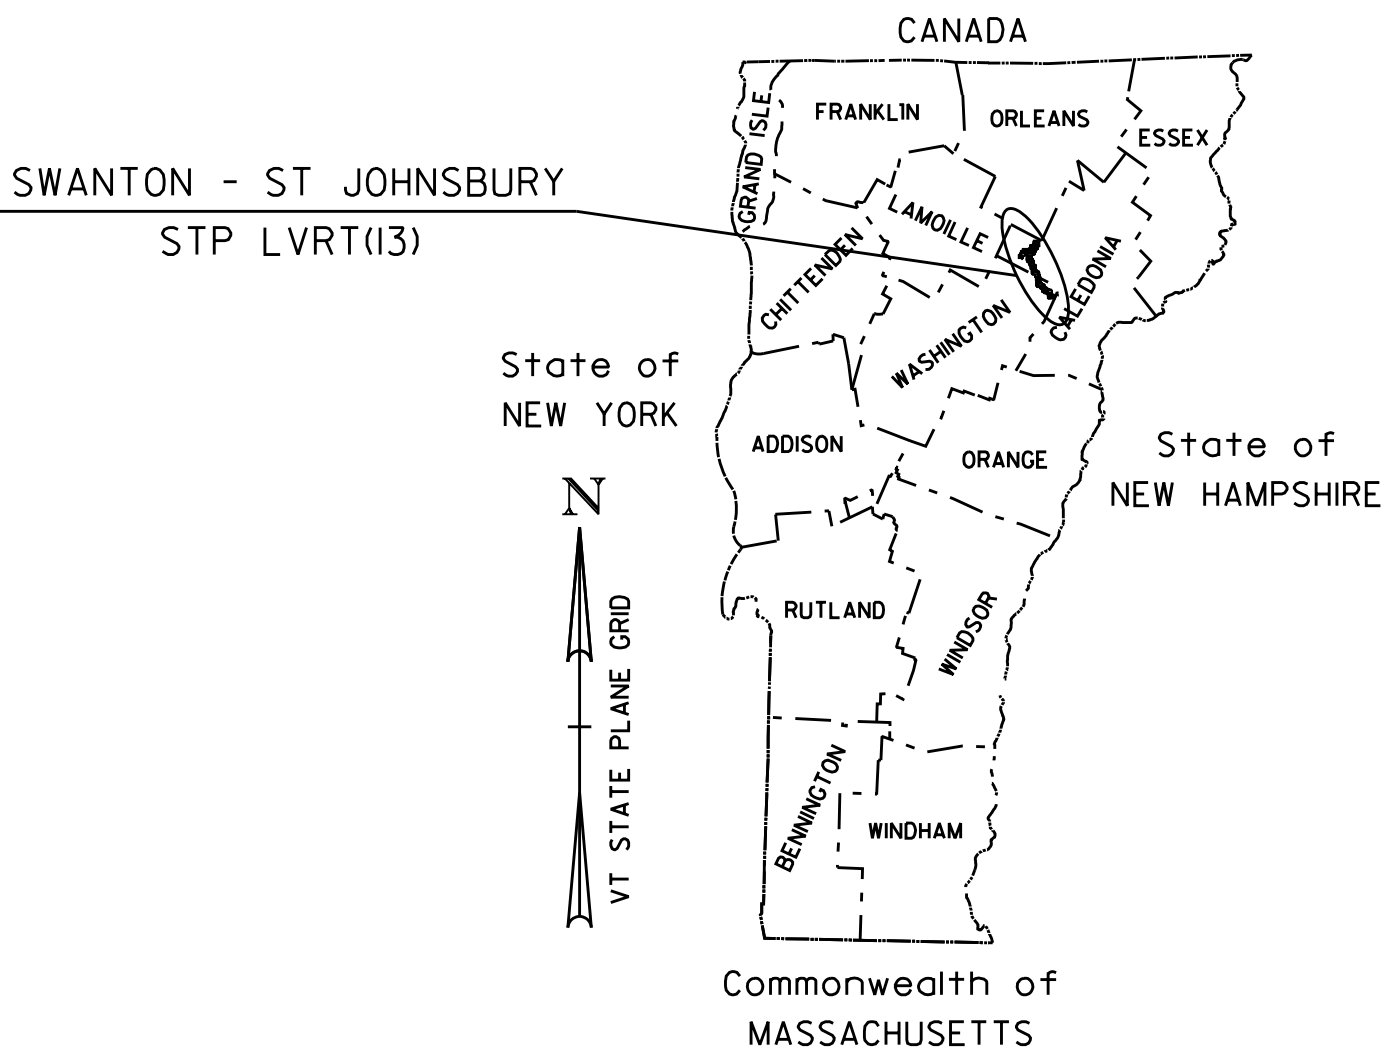 CANADA
GRAND ISLE
FRANKLIN
ORLEANS
ESSEX
SWANTON - ST JOHNSBURY
STP LVRT(13)
LAMOILLE
CHITTENDEN
CALEDONIA
WASHINGTON
State of
NEW YORK
ADDISON
ORANGE
State of
NEW HAMPSHIRE
N
VT STATE PLANE GRID
RUTLAND
WINDSOR
BENNINGTON
WINDHAM
Commonwealth of
MASSACHUSETTS